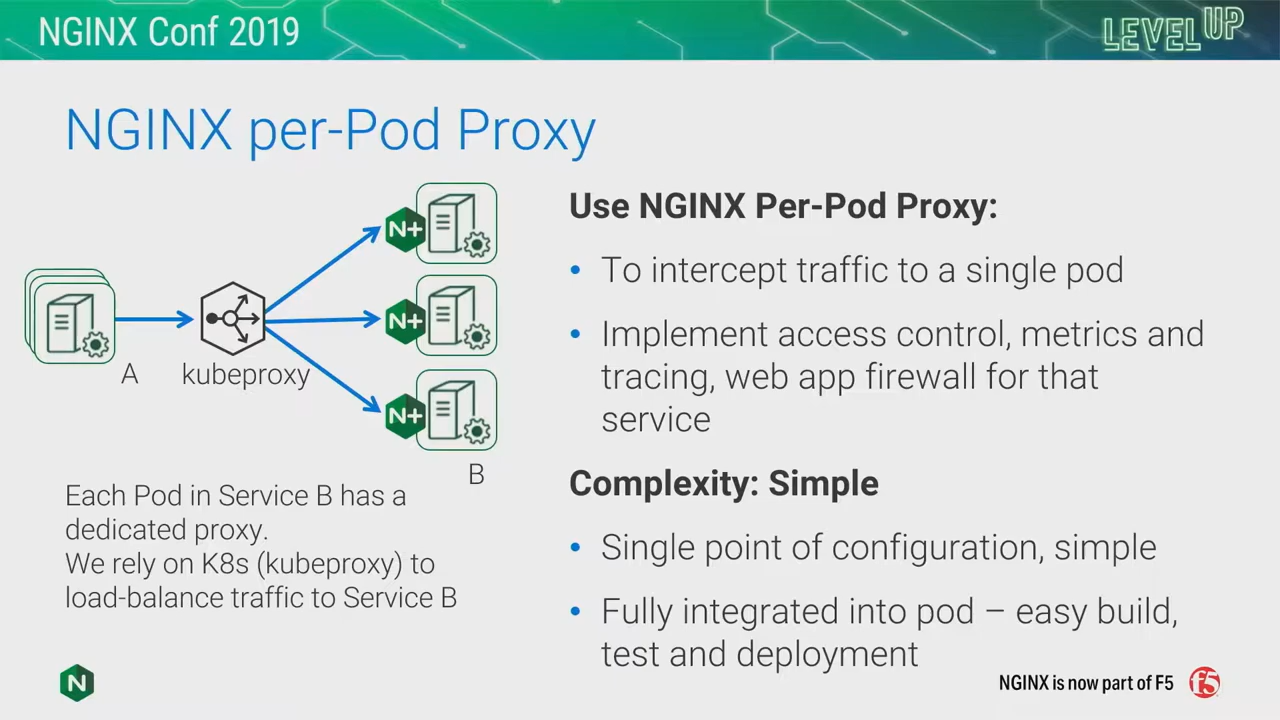 NGINX Conf 2019
LEVEL UP
NGINX per-Pod Proxy
N+
N+
N+
A
kubeproxy
B
Each Pod in Service B has a
dedicated proxy.
We rely on K8s (kubeproxy) to
load-balance traffic to Service B
Use NGINX Per-Pod Proxy:
• To intercept traffic to a single pod
• Implement access control, metrics and
tracing, web app firewall for that
service
Complexity: Simple
• Single point of configuration, simple
• Fully integrated into pod – easy build,
test and deployment
N
NGINX is now part of F5
f5